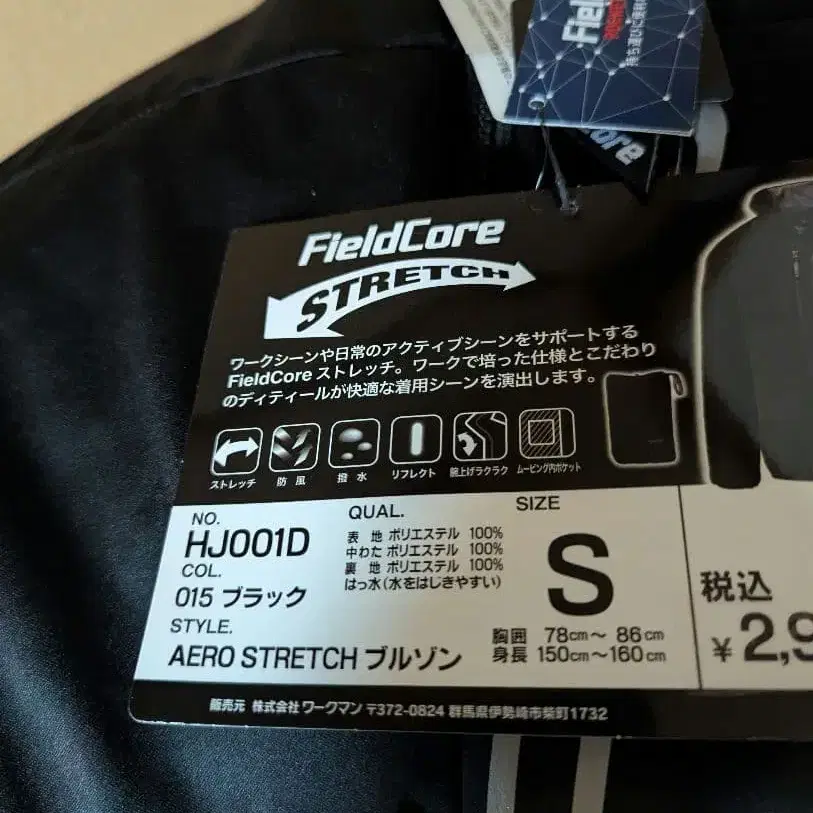 Fiel
持ち運びに便利
Core
FieldCore
STRETCH
ワークシーンや日常のアクティブシーンをサポートする
FieldCore ストレッチ。ワークで培った仕様とこだわり
のディティールが快適な着用シーンを演出します。
ストレッチ 防風 撥水 リフレクト 腕上げラクラク ムービング内ポケット
NO.
HJ001D
COL.
015 ブラック
STYLE.
AERO STRETCH ブルゾン
QUAL.
表 地 ポリエステル 100%
中わた ポリエステル 100%
裏 地 ポリエステル 100%
はっ水(水をはじきやすい)
SIZE
S
胸囲 78cm〜 86cm
身長 150cm〜160cm
税込
¥2,9
販売元 株式会社 ワークマン 〒372-0824 群馬県伊勢崎市柴町1732